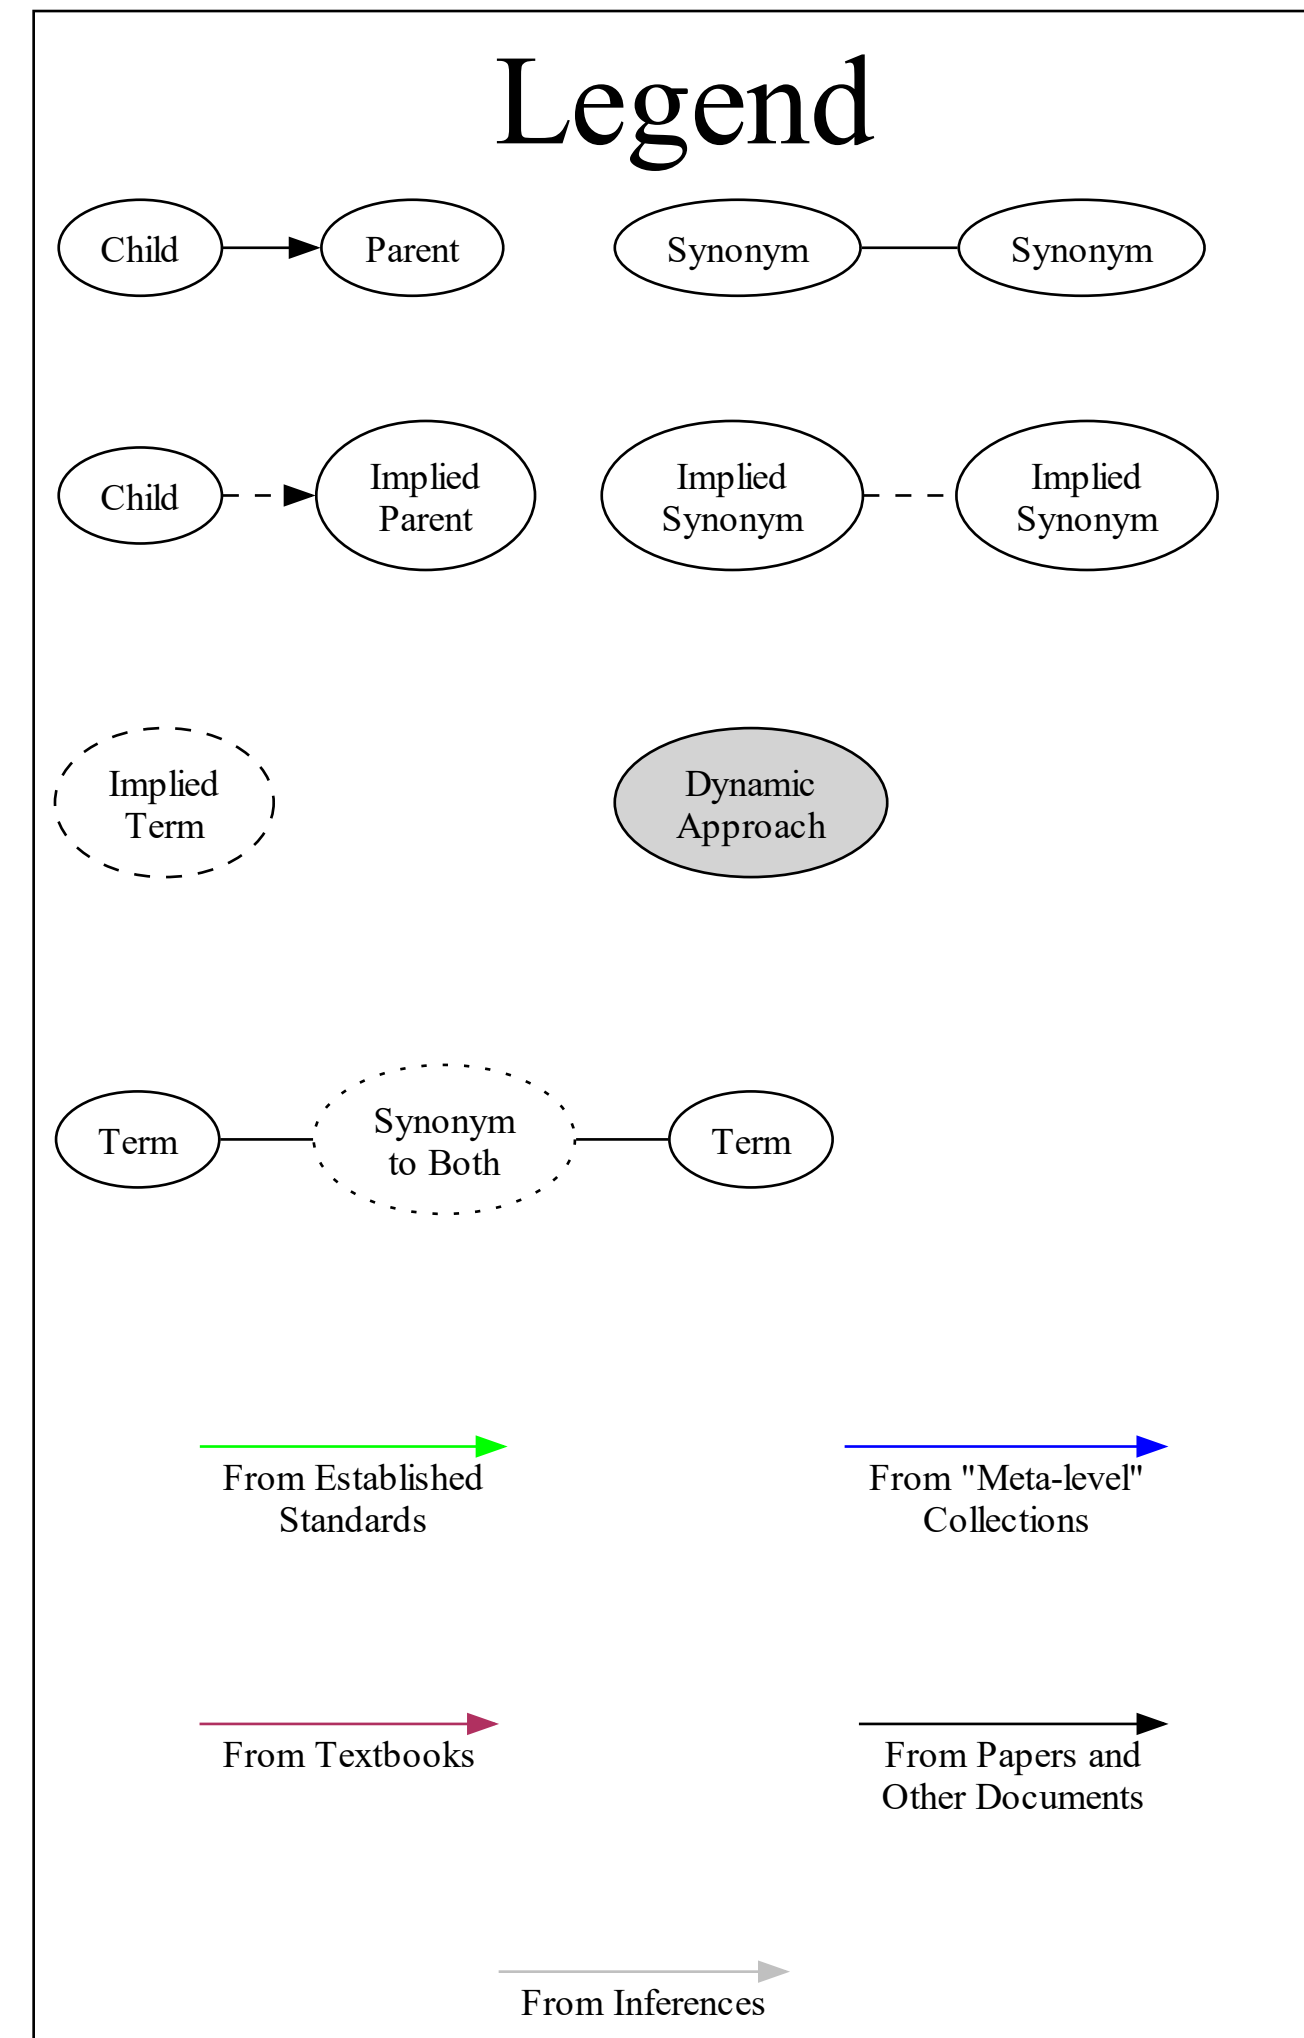 Legend
Child
Parent
Synonym
Synonym
Child
Implied
Parent
Implied
Synonym
Implied
Synonym
Implied
Term
Dynamic
Approach
Term
Synonym
to Both
Term
From Established
Standards
From "Meta-level"
Collections
From Textbooks
From Papers and
Other Documents
From Inferences